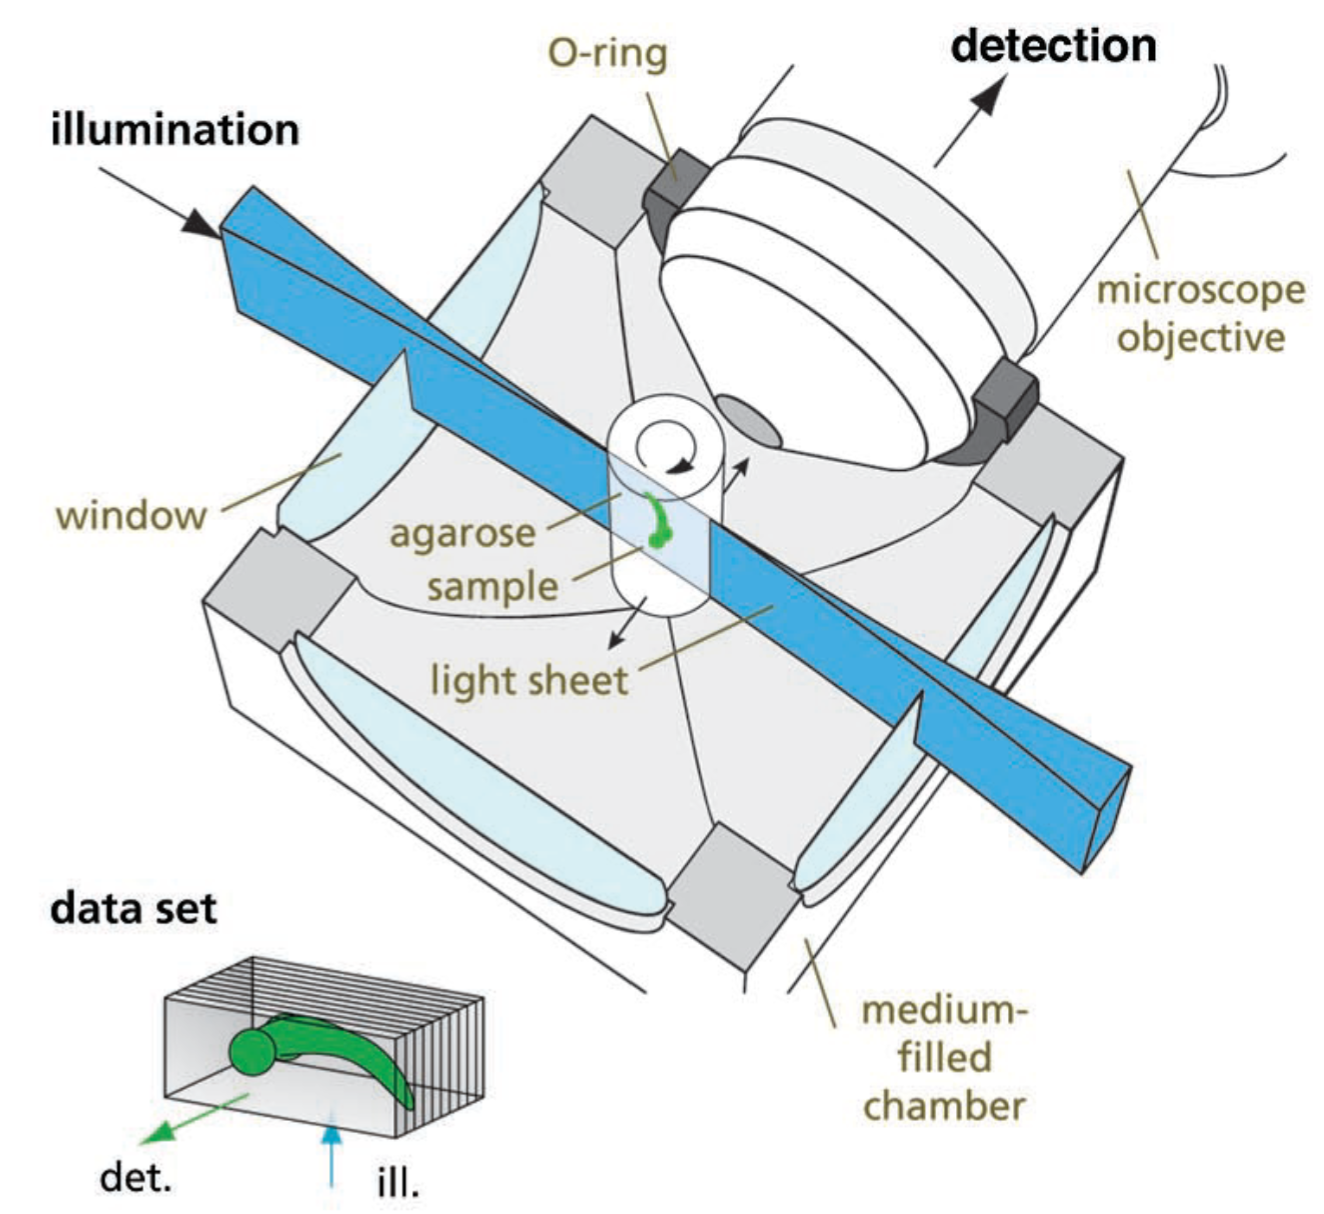 O-ring
detection
illumination
microscope
objective
window
agarose
sample
light sheet
data set
medium-
filled
chamber
det.
ill.